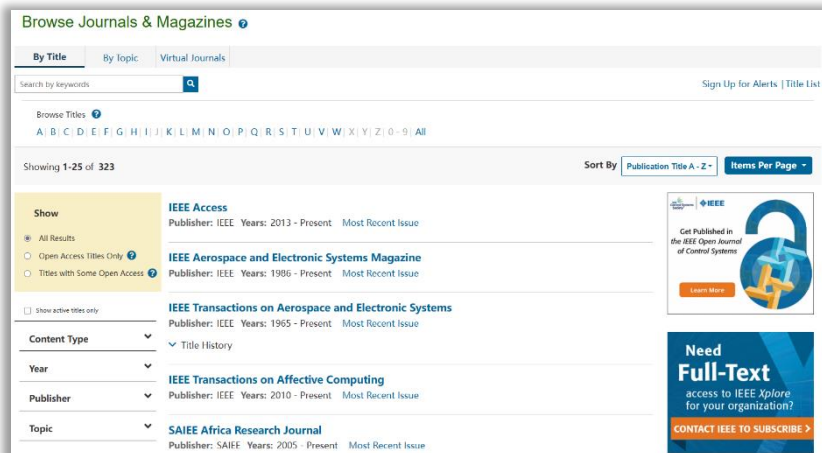 Browse Journals & Magazines ?
By Title By Topic Virtual Journals
Search by keywords
Sign Up for Alerts | Title List
Browse Titles ?
A | B | C | D | E | F | G | H | I | J | K | L | M | N | O | P | Q | R | S | T | U | V | W | X | Y | Z | 0 - 9 | All
Showing 1-25 of 323
Sort By Publication Title A - Z Items Per Page
Show
All Results
Open Access Titles Only ?
Titles with Some Open Access ?
Show active titles only
Content Type
Year
Publisher
Topic
IEEE Access
Publisher: IEEE Years: 2013 - Present Most Recent Issue
IEEE Aerospace and Electronic Systems Magazine
Publisher: IEEE Years: 1986 - Present Most Recent Issue
IEEE Transactions on Aerospace and Electronic Systems
Publisher: IEEE Years: 1965 - Present Most Recent Issue
Title History
IEEE Transactions on Affective Computing
Publisher: IEEE Years: 2010 - Present Most Recent Issue
SAIEE Africa Research Journal
Publisher: SAIEE Years: 2005 - Present Most Recent Issue
IEEE
Get Published in
the IEEE Open Journal
of Control Systems
Learn More
Need
Full-Text
access to IEEE Xplore
for your organization?
CONTACT IEEE TO SUBSCRIBE >